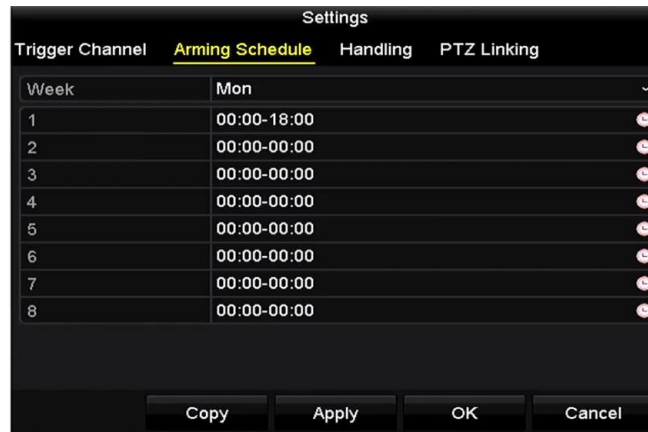 Settings
Trigger Channel Arming Schedule Handling PTZ Linking
Week Mon
1 00:00-18:00
2 00:00-00:00
3 00:00-00:00
4 00:00-00:00
5 00:00-00:00
6 00:00-00:00
7 00:00-00:00
8 00:00-00:00
Copy Apply OK Cancel